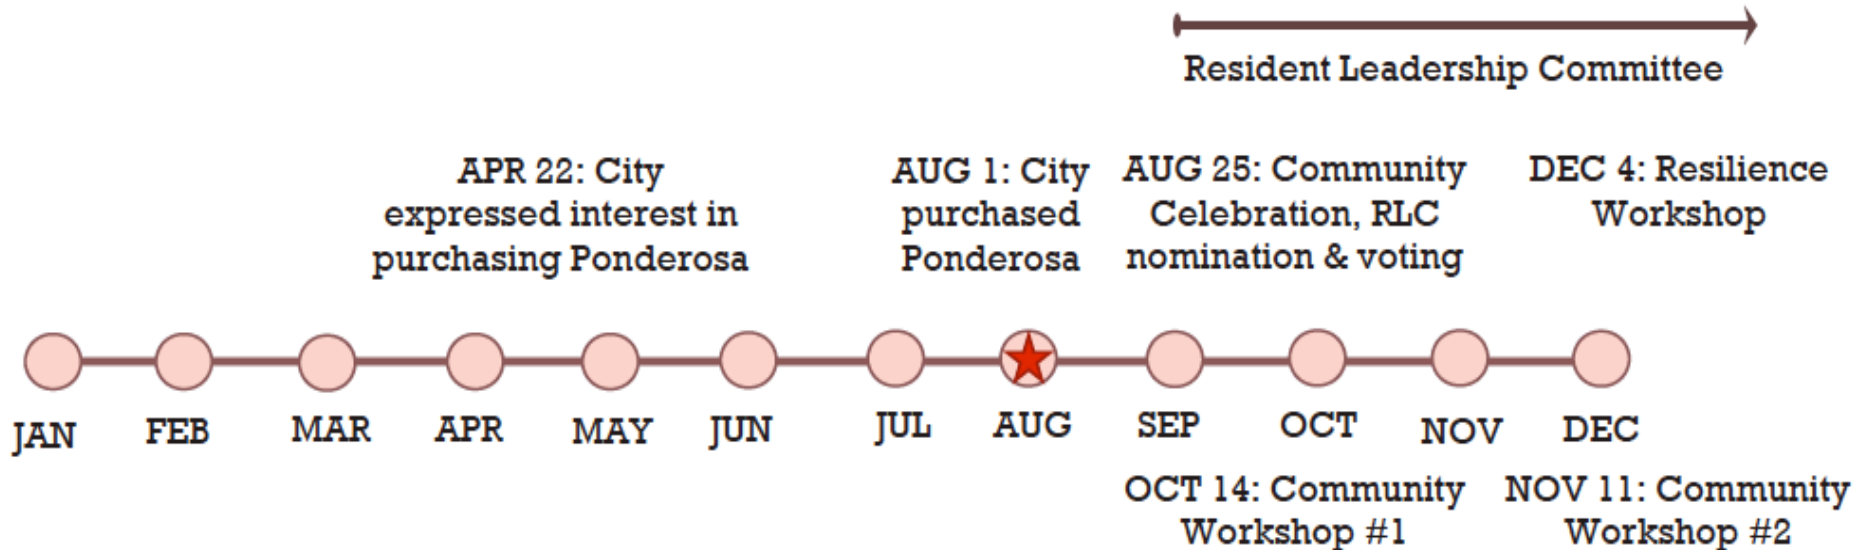 Resident Leadership Committee
APR 22: City
expressed interest in
purchasing Ponderosa
AUG 1: City
purchased
Ponderosa
AUG 25: Community
Celebration, RLC
nomination & voting
DEC 4: Resilience
Workshop
JAN
FEB
MAR
APR
MAY
JUN
JUL
AUG
SEP
OCT
NOV
DEC
OCT 14: Community
Workshop #1
NOV 11: Community
Workshop #2